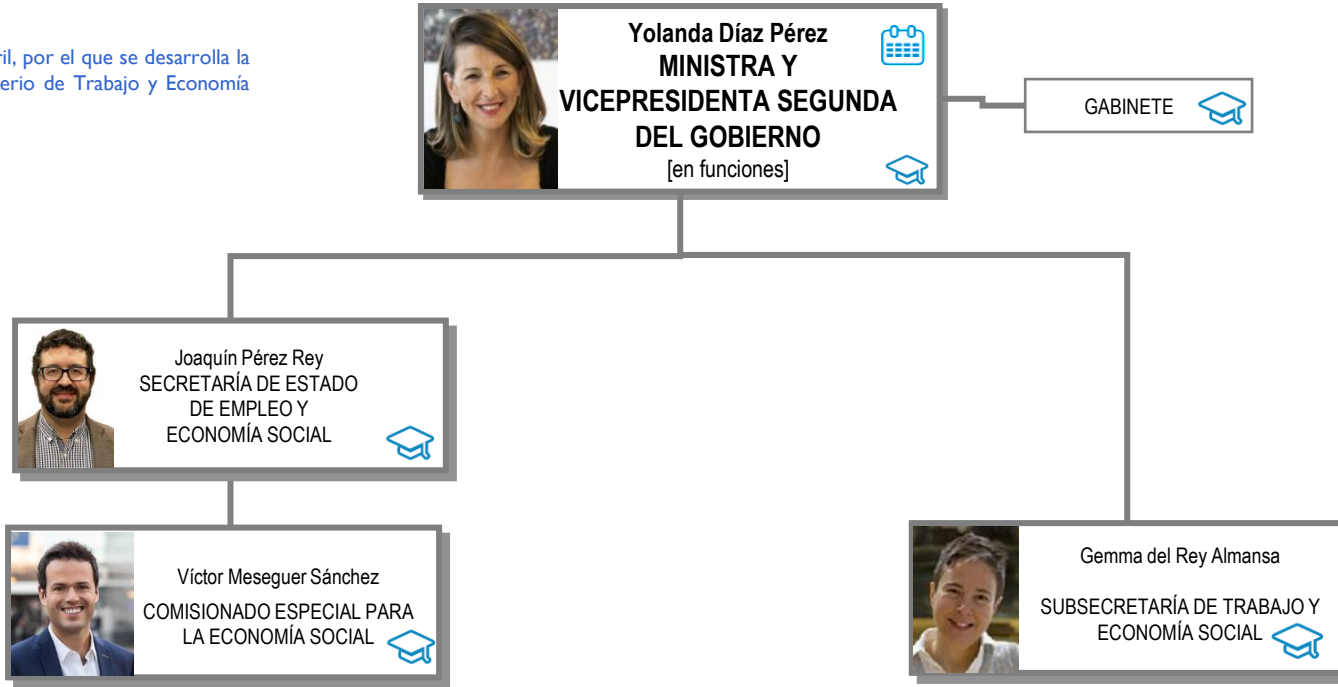 ril, por el que se desarrolla la
erio de Trabajo y Economía
Yolanda Díaz Pérez
MINISTRA Y
VICEPRESIDENTA SEGUNDA
DEL GOBIERNO
[en funciones]
GABINETE
Joaquín Pérez Rey
SECRETARÍA DE ESTADO
DE EMPLEO Y
ECONOMÍA SOCIAL
Víctor Meseguer Sánchez
COMISIONADO ESPECIAL PARA
LA ECONOMÍA SOCIAL
Gemma del Rey Almansa
SUBSECRETARÍA DE TRABAJO Y
ECONOMÍA SOCIAL